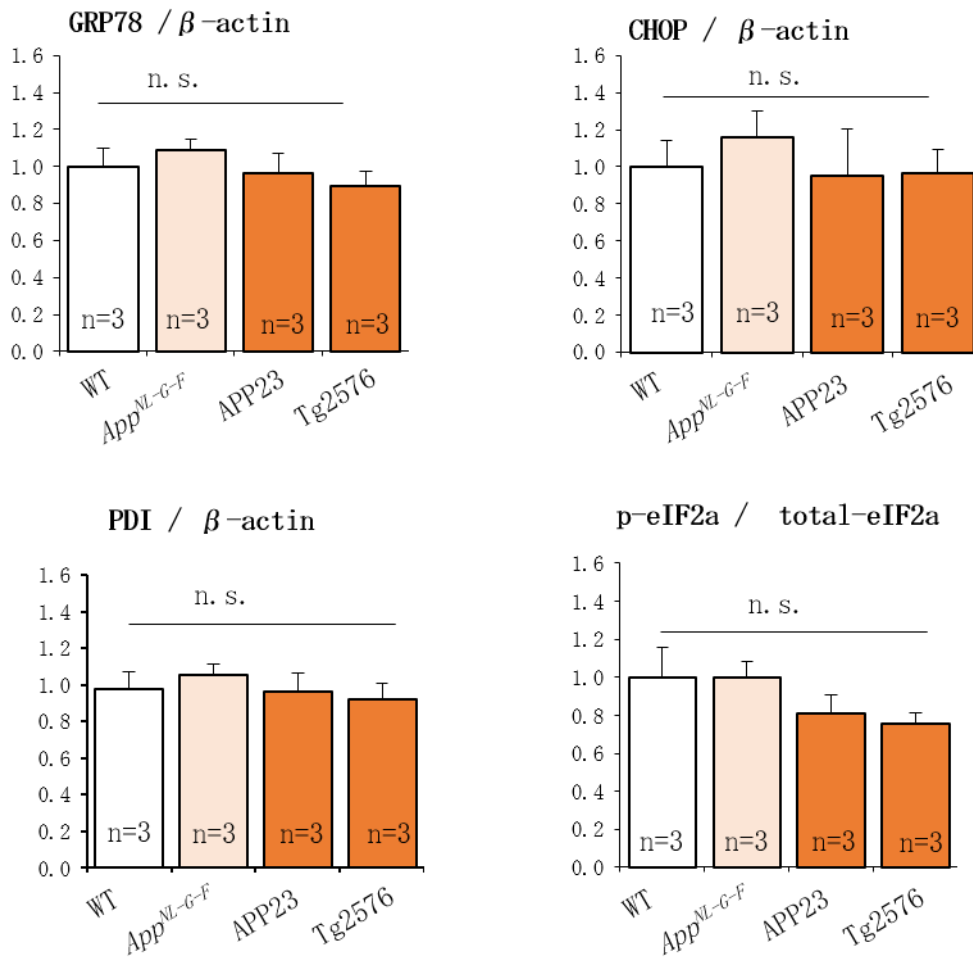 GRP78 / β-actin
1.6
1.4
1.2
1.0
0.8
0.6
0.4
0.2
0.0
n. s.
n=3
n=3
n=3
n=3
WT
App^NL-G-F
APP23
Tg2576
CHOP / β-actin
1.6
1.4
1.2
1.0
0.8
0.6
0.4
0.2
0.0
n. s.
n=3
n=3
n=3
n=3
WT
App^NL-G-F
APP23
Tg2576
PDI / β-actin
1.6
1.4
1.2
1.0
0.8
0.6
0.4
0.2
0.0
n. s.
n=3
n=3
n=3
n=3
WT
App^NL-G-F
APP23
Tg2576
p-eIF2a / total-eIF2a
1.6
1.4
1.2
1.0
0.8
0.6
0.4
0.2
0.0
n. s.
n=3
n=3
n=3
n=3
WT
App^NL-G-F
APP23
Tg2576